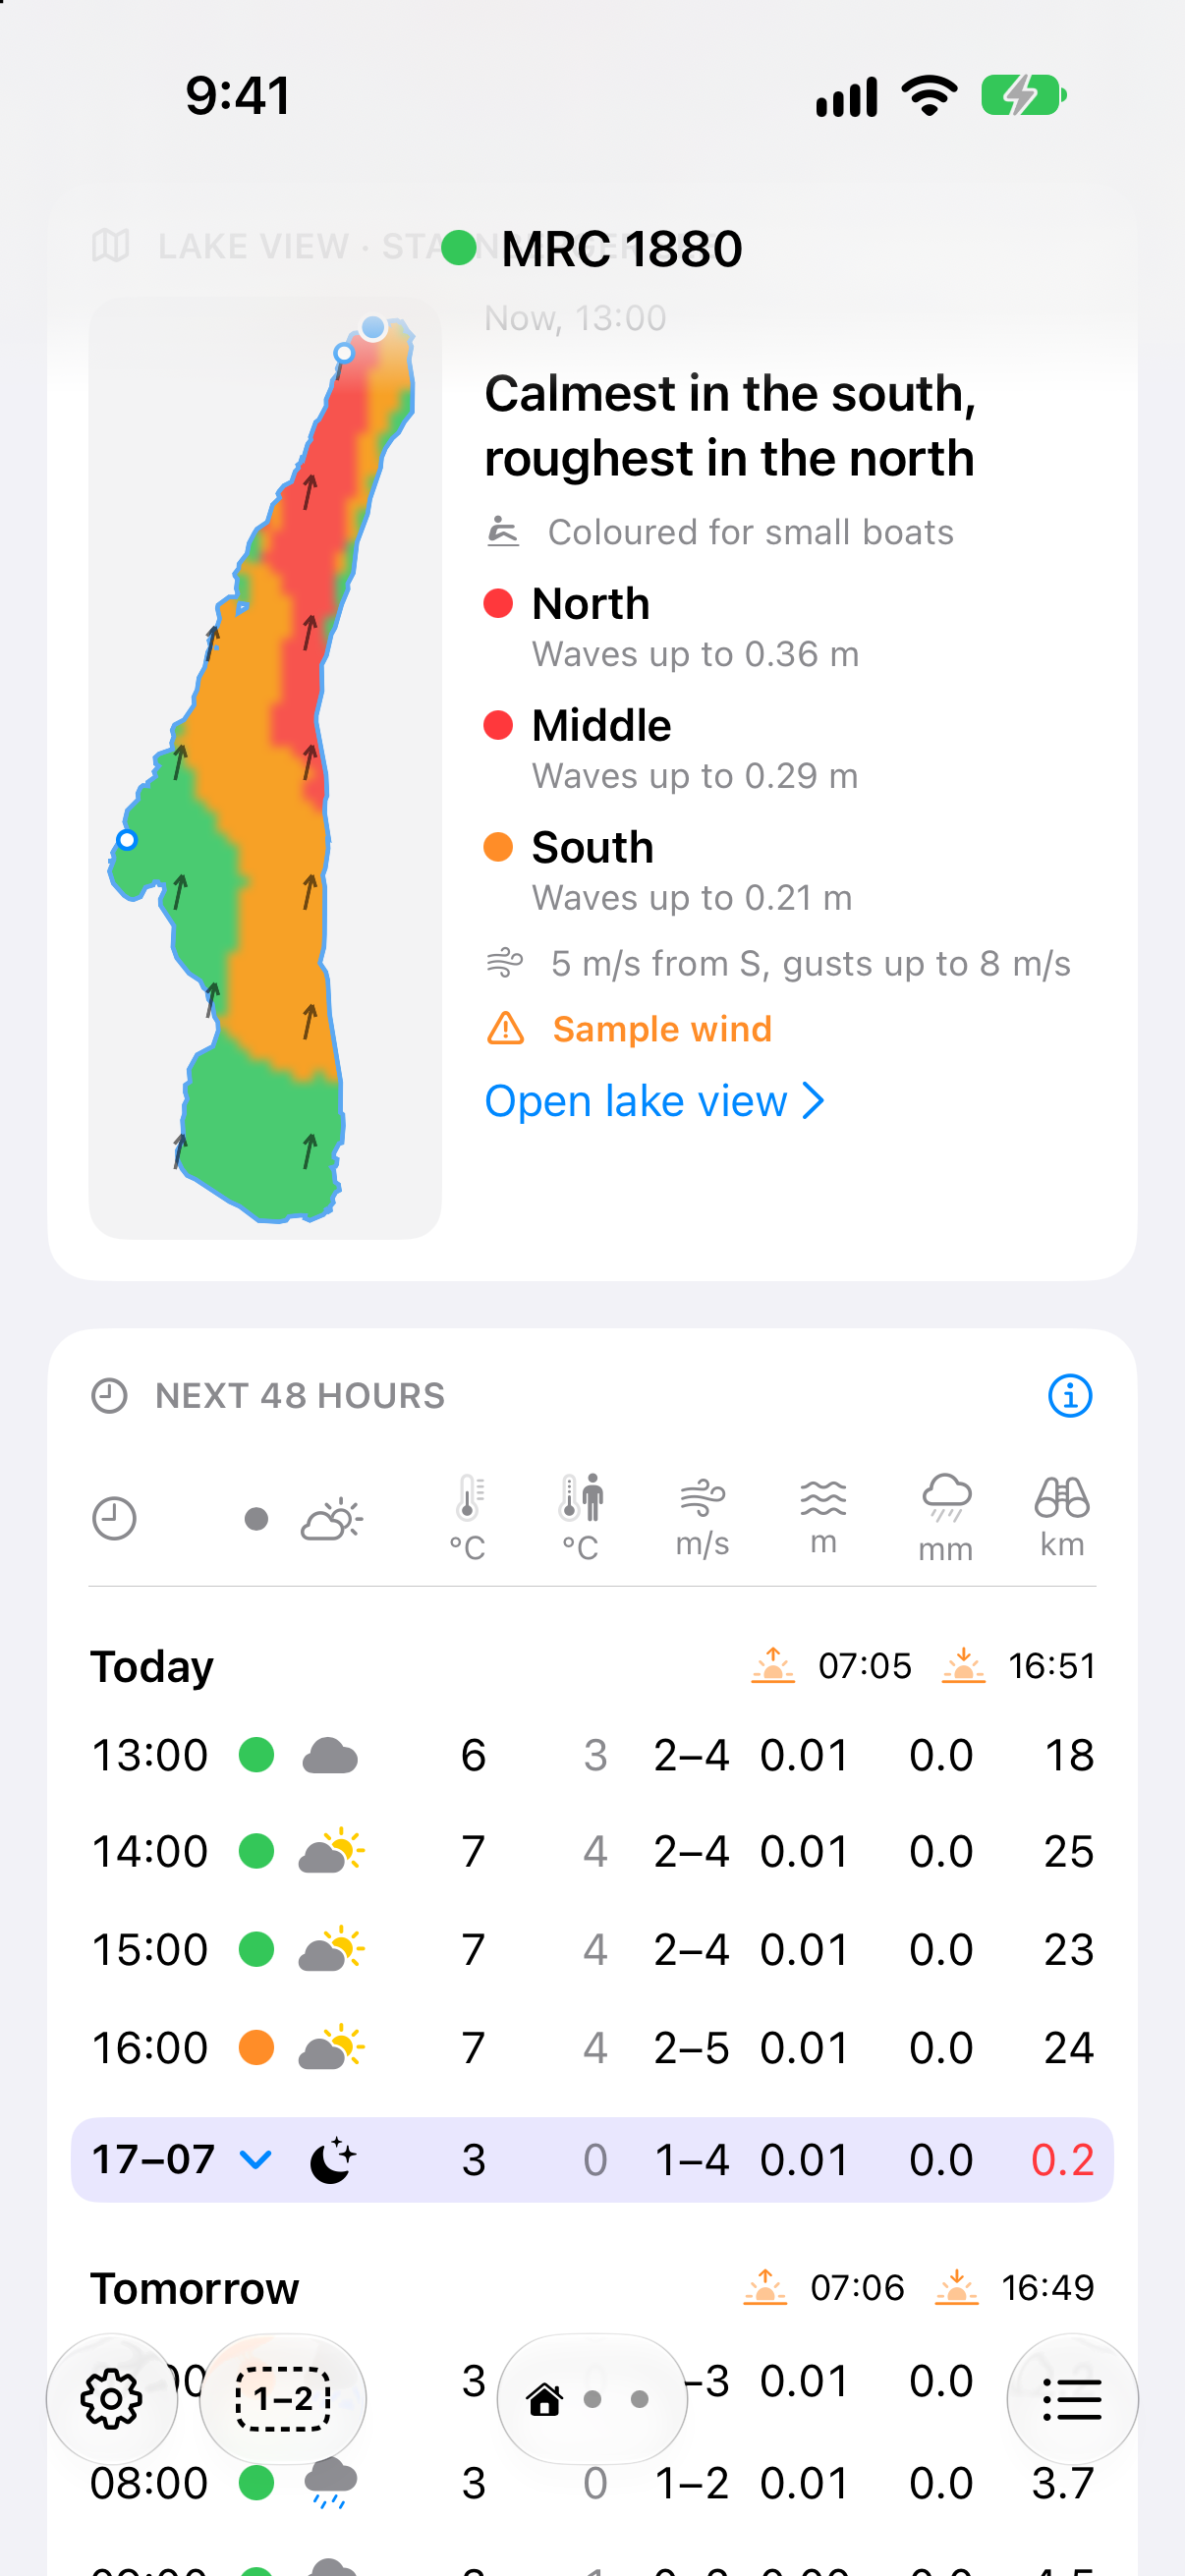 9:41
LAKE VIEW · STARNBERGER
MRC 1880
Now, 13:00
Calmest in the south,
roughest in the north
Coloured for small boats
North
Waves up to 0.36 m
Middle
Waves up to 0.29 m
South
Waves up to 0.21 m
5 m/s from S, gusts up to 8 m/s
Sample wind
Open lake view
NEXT 48 HOURS
°C °C m/s m mm km
Today 07:05 16:51
13:00 6 3 2–4 0.01 0.0 18
14:00 7 4 2–4 0.01 0.0 25
15:00 7 4 2–4 0.01 0.0 23
16:00 7 4 2–5 0.01 0.0 24
17–07 3 0 1–4 0.01 0.0 0.2
Tomorrow 07:06 16:49
3 –3 0.01 0.0
1–2
08:00 3 0 1–2 0.01 0.0 3.7